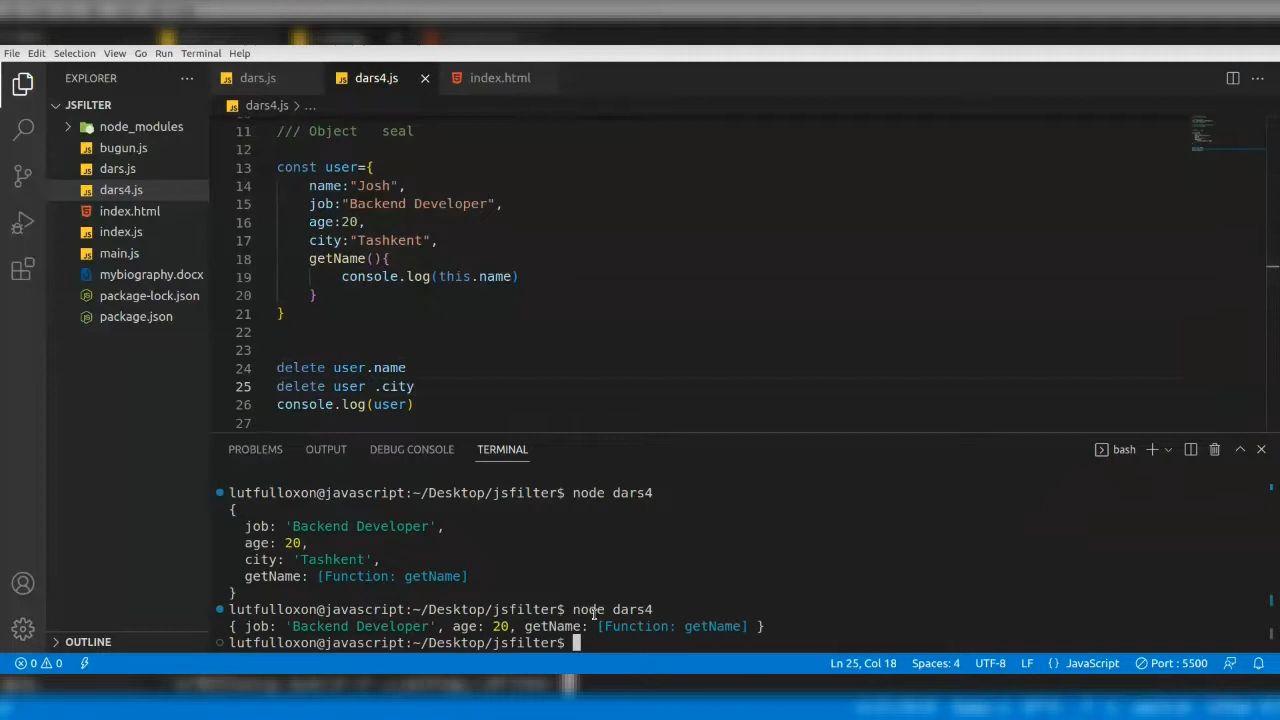 File Edit Selection View Go Run Terminal Help
EXPLORER
JSFILTER
node_modules
bugun.js
dars.js
dars4.js
index.html
index.js
main.js
mybiography.docx
package-lock.json
package.json
OUTLINE
dars.js dars4.js index.html
dars4.js > ...
11 /// Object   seal
12
13 const user={
14     name:"Josh",
15     job:"Backend Developer",
16     age:20,
17     city:"Tashkent",
18     getName(){
19         console.log(this.name)
20     }
21 }
22
23
24 delete user.name
25 delete user .city
26 console.log(user)
27
PROBLEMS OUTPUT DEBUG CONSOLE TERMINAL bash
lutfulloxon@javascript:~/Desktop/jsfilter$ node dars4
{
  job: 'Backend Developer',
  age: 20,
  city: 'Tashkent',
  getName: [Function: getName]
}
lutfulloxon@javascript:~/Desktop/jsfilter$ node dars4
{ job: 'Backend Developer', age: 20, getName: [Function: getName] }
lutfulloxon@javascript:~/Desktop/jsfilter$
0 0 Ln 25, Col 18 Spaces: 4 UTF-8 LF {} JavaScript Port : 5500